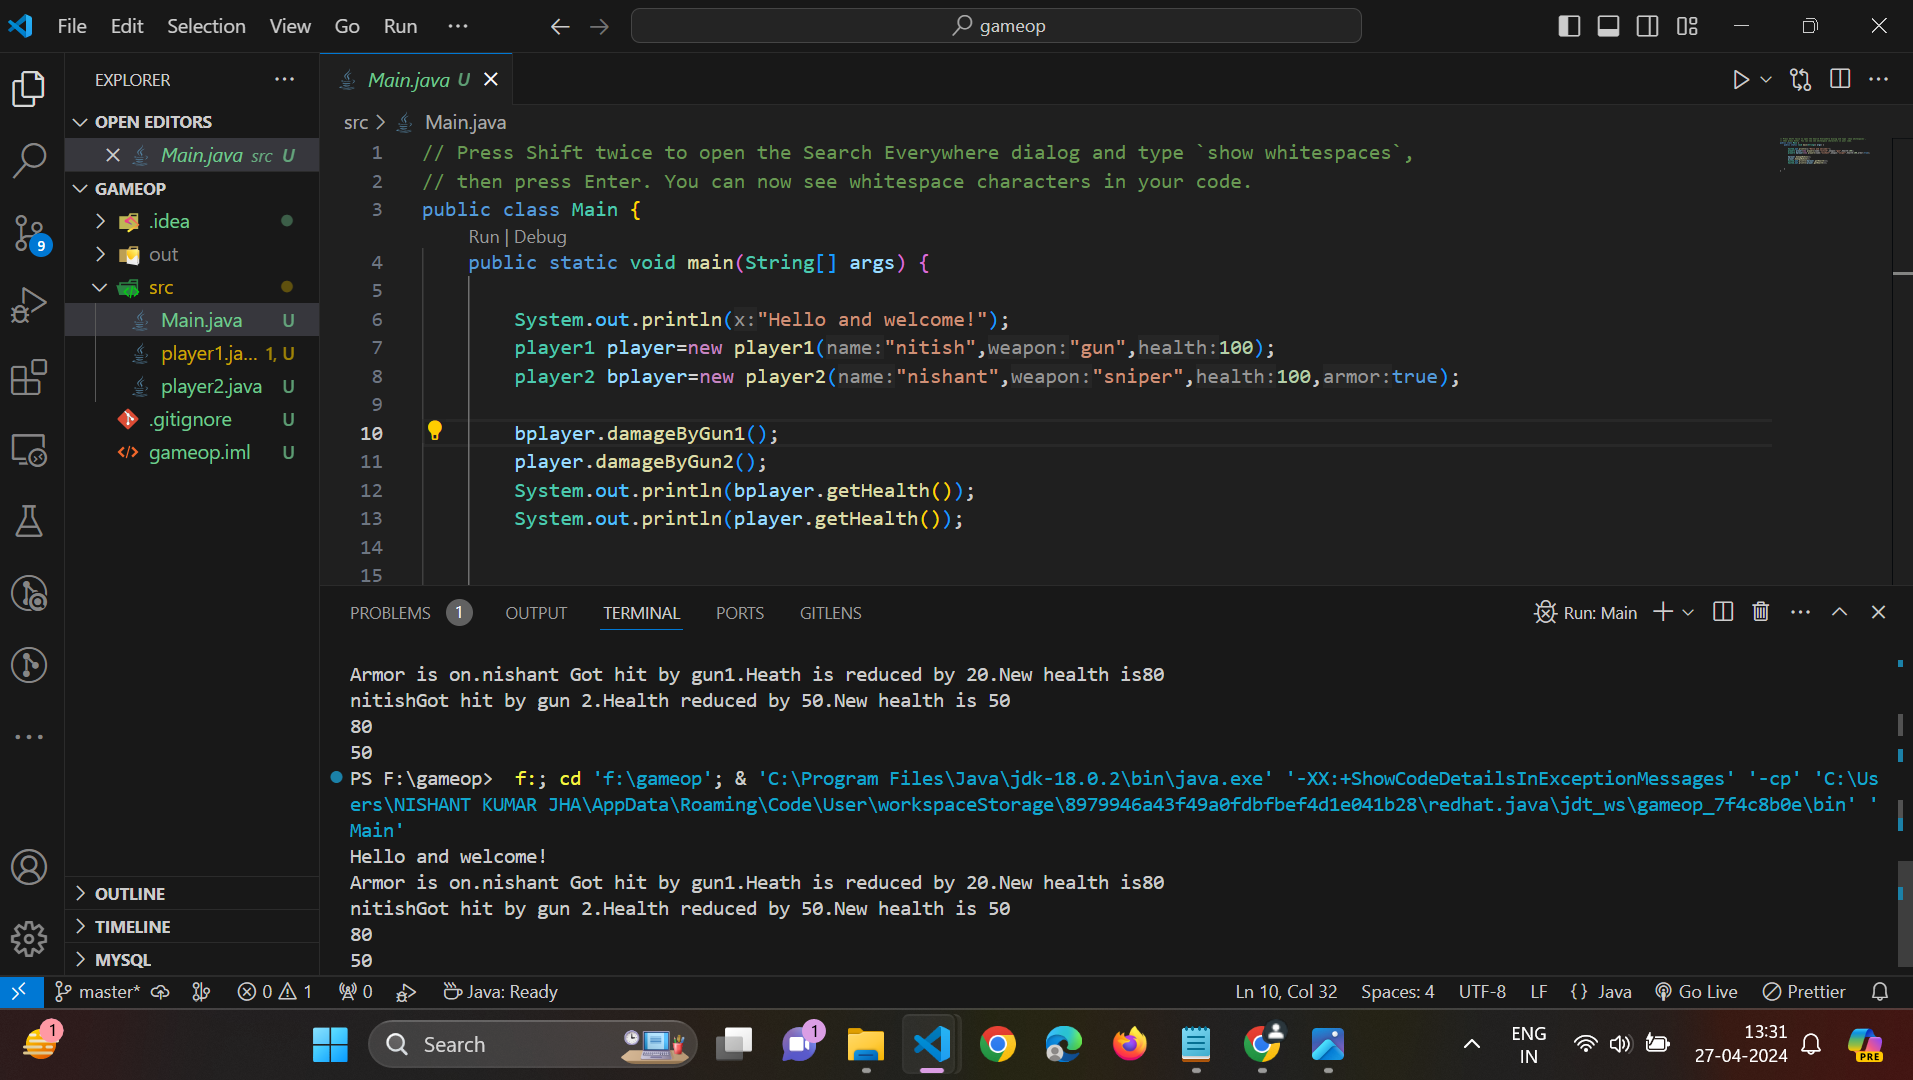 File Edit Selection View Go Run ··· gameop
EXPLORER ···
OPEN EDITORS
Main.java src U
GAMEOP
.idea
out
src
Main.java U
player1.ja... 1, U
player2.java U
.gitignore U
gameop.iml U
OUTLINE
TIMELINE
MYSQL
Main.java U
src > Main.java
1 // Press Shift twice to open the Search Everywhere dialog and type `show whitespaces`,
2 // then press Enter. You can now see whitespace characters in your code.
3 public class Main {
Run | Debug
4 public static void main(String[] args) {
5
6 System.out.println(x:"Hello and welcome!");
7 player1 player=new player1(name:"nitish",weapon:"gun",health:100);
8 player2 bplayer=new player2(name:"nishant",weapon:"sniper",health:100,armor:true);
9
10 bplayer.damageByGun1();
11 player.damageByGun2();
12 System.out.println(bplayer.getHealth());
13 System.out.println(player.getHealth());
14
15
PROBLEMS 1 OUTPUT TERMINAL PORTS GITLENS Run: Main
Armor is on.nishant Got hit by gun1.Heath is reduced by 20.New health is80
nitishGot hit by gun 2.Health reduced by 50.New health is 50
80
50
PS F:\gameop>  f:; cd 'f:\gameop'; & 'C:\Program Files\Java\jdk-18.0.2\bin\java.exe' '-XX:+ShowCodeDetailsInExceptionMessages' '-cp' 'C:\Us
ers\NISHANT KUMAR JHA\AppData\Roaming\Code\User\workspaceStorage\8979946a43f49a0fdbfbef4d1e041b28\redhat.java\jdt_ws\gameop_7f4c8b0e\bin' '
Main'
Hello and welcome!
Armor is on.nishant Got hit by gun1.Heath is reduced by 20.New health is80
nitishGot hit by gun 2.Health reduced by 50.New health is 50
80
50
9
master* 0 1 0 Java: Ready Ln 10, Col 32 Spaces: 4 UTF-8 LF {} Java Go Live Prettier
1 Search 1 ENG 13:31
IN 27-04-2024 PRE